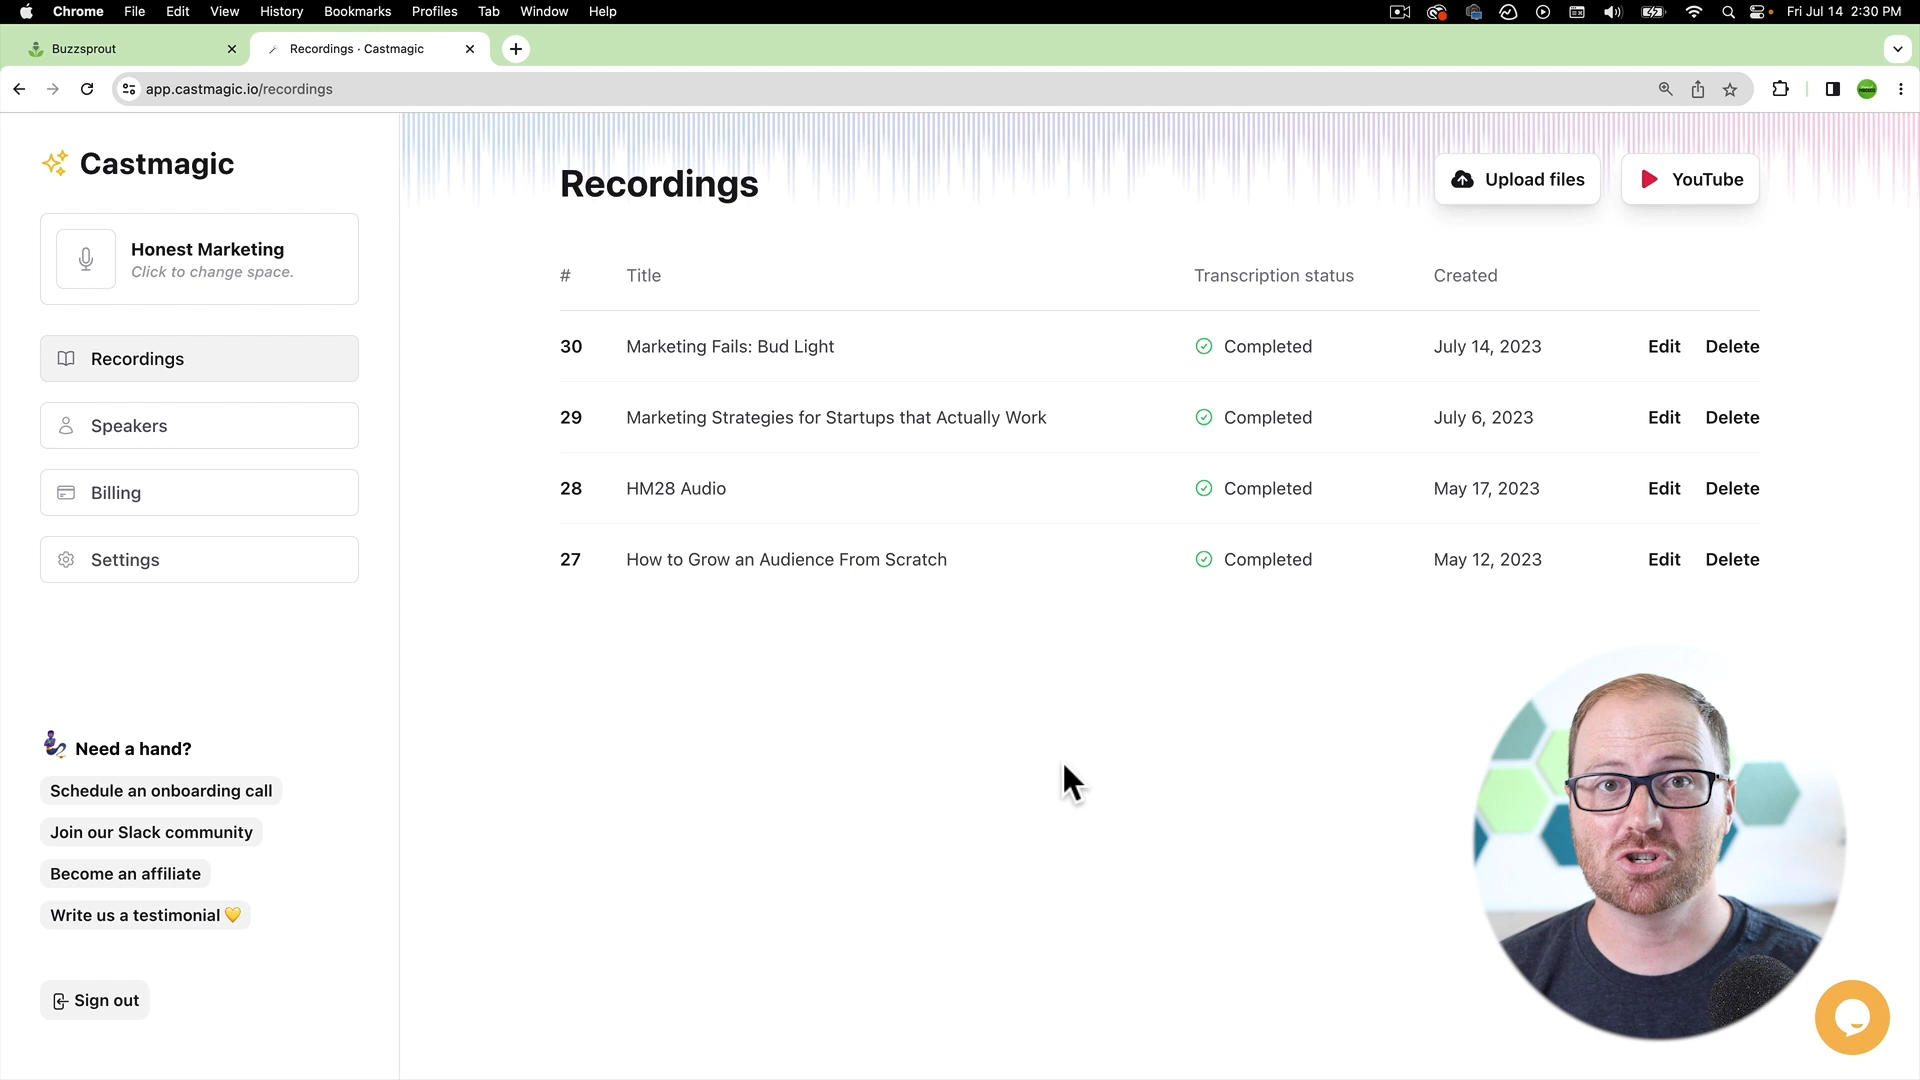 Chrome File Edit View History Bookmarks Profiles Tab Window Help Fri Jul 14 2:30 PM
Buzzsprout
Recordings · Castmagic
app.castmagic.io/recordings
Castmagic
Honest Marketing
Click to change space.
Recordings
Speakers
Billing
Settings
Need a hand?
Schedule an onboarding call
Join our Slack community
Become an affiliate
Write us a testimonial 💛
Sign out
Recordings
Upload files
YouTube
# Title Transcription status Created
30 Marketing Fails: Bud Light Completed July 14, 2023 Edit Delete
29 Marketing Strategies for Startups that Actually Work Completed July 6, 2023 Edit Delete
28 HM28 Audio Completed May 17, 2023 Edit Delete
27 How to Grow an Audience From Scratch Completed May 12, 2023 Edit Delete